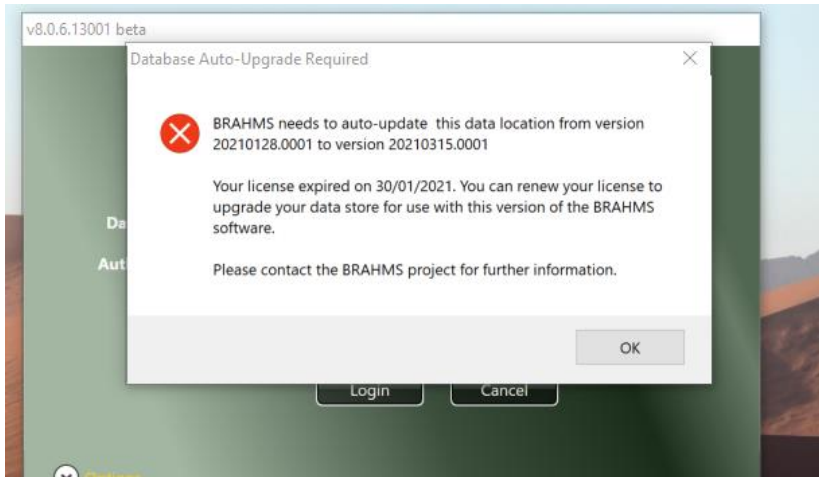 v8.0.6.13001 beta
Database Auto-Upgrade Required
BRAHMS needs to auto-update this data location from version
20210128.0001 to version 20210315.0001
Your license expired on 30/01/2021. You can renew your license to
upgrade your data store for use with this version of the BRAHMS
software.
Please contact the BRAHMS project for further information.
OK
Login Cancel